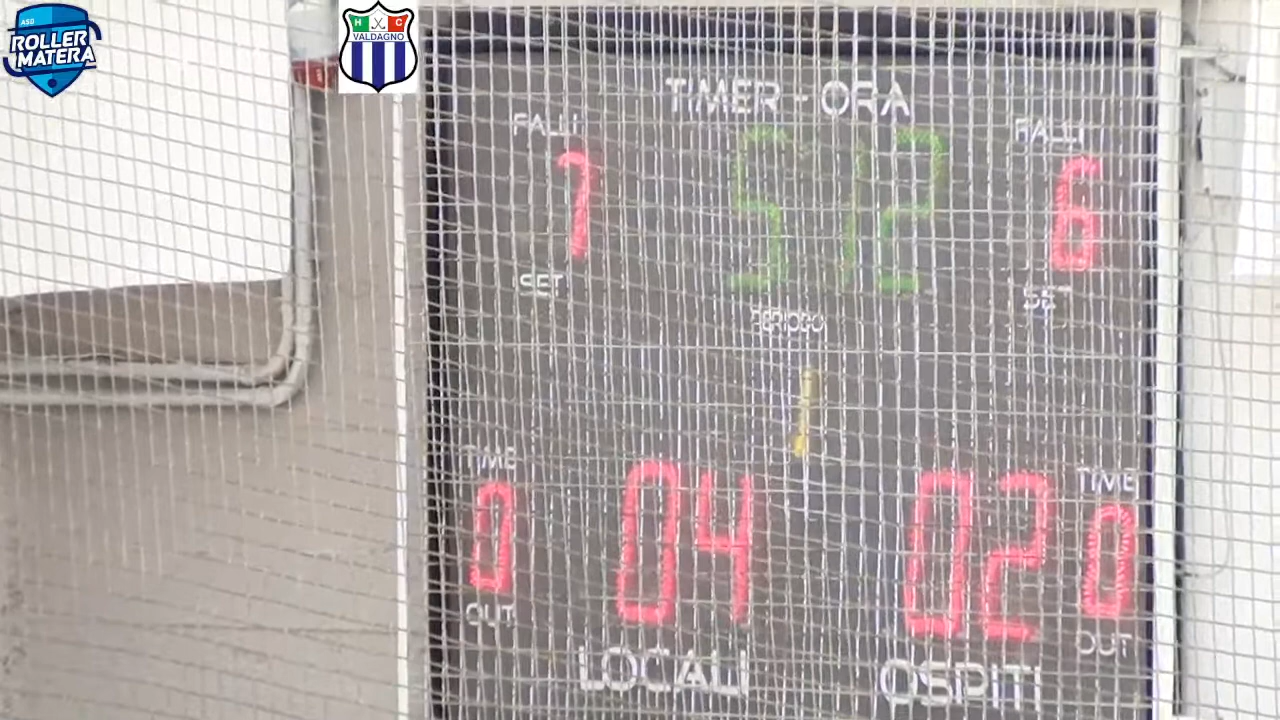 ASD
ROLLER
MATERA
H C
VALDAGNO
TIMER - ORA
FALLI
FALLI
7
5 12
6
SET
SET
PERIODO
1
TIME
TIME
0
04
02
0
OUT
OUT
LOCALI
OSPITI